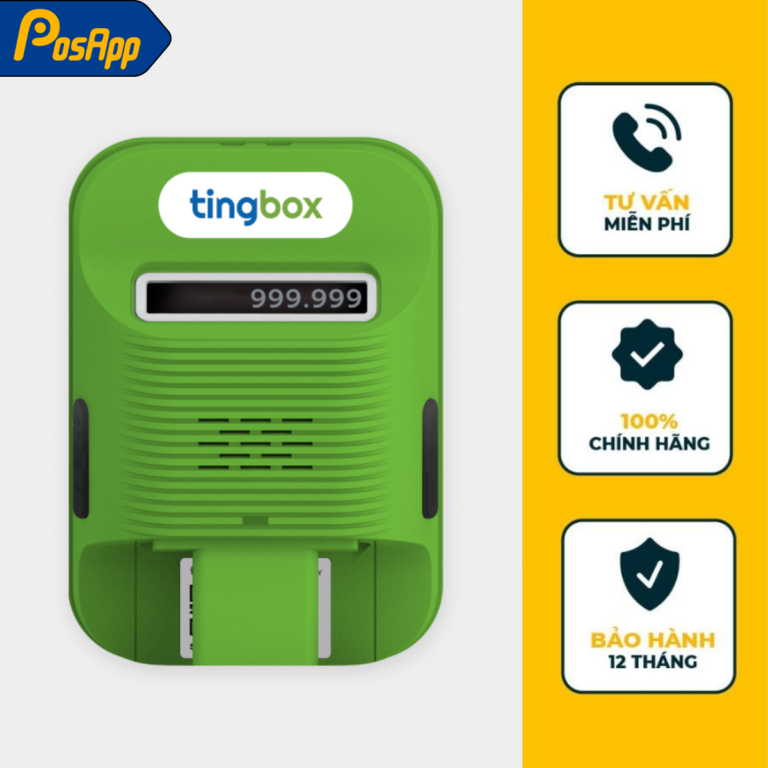 PosApp
tingbox
999.999
TƯ VẤN
MIỄN PHÍ
100%
CHÍNH HÃNG
BẢO HÀNH
12 THÁNG